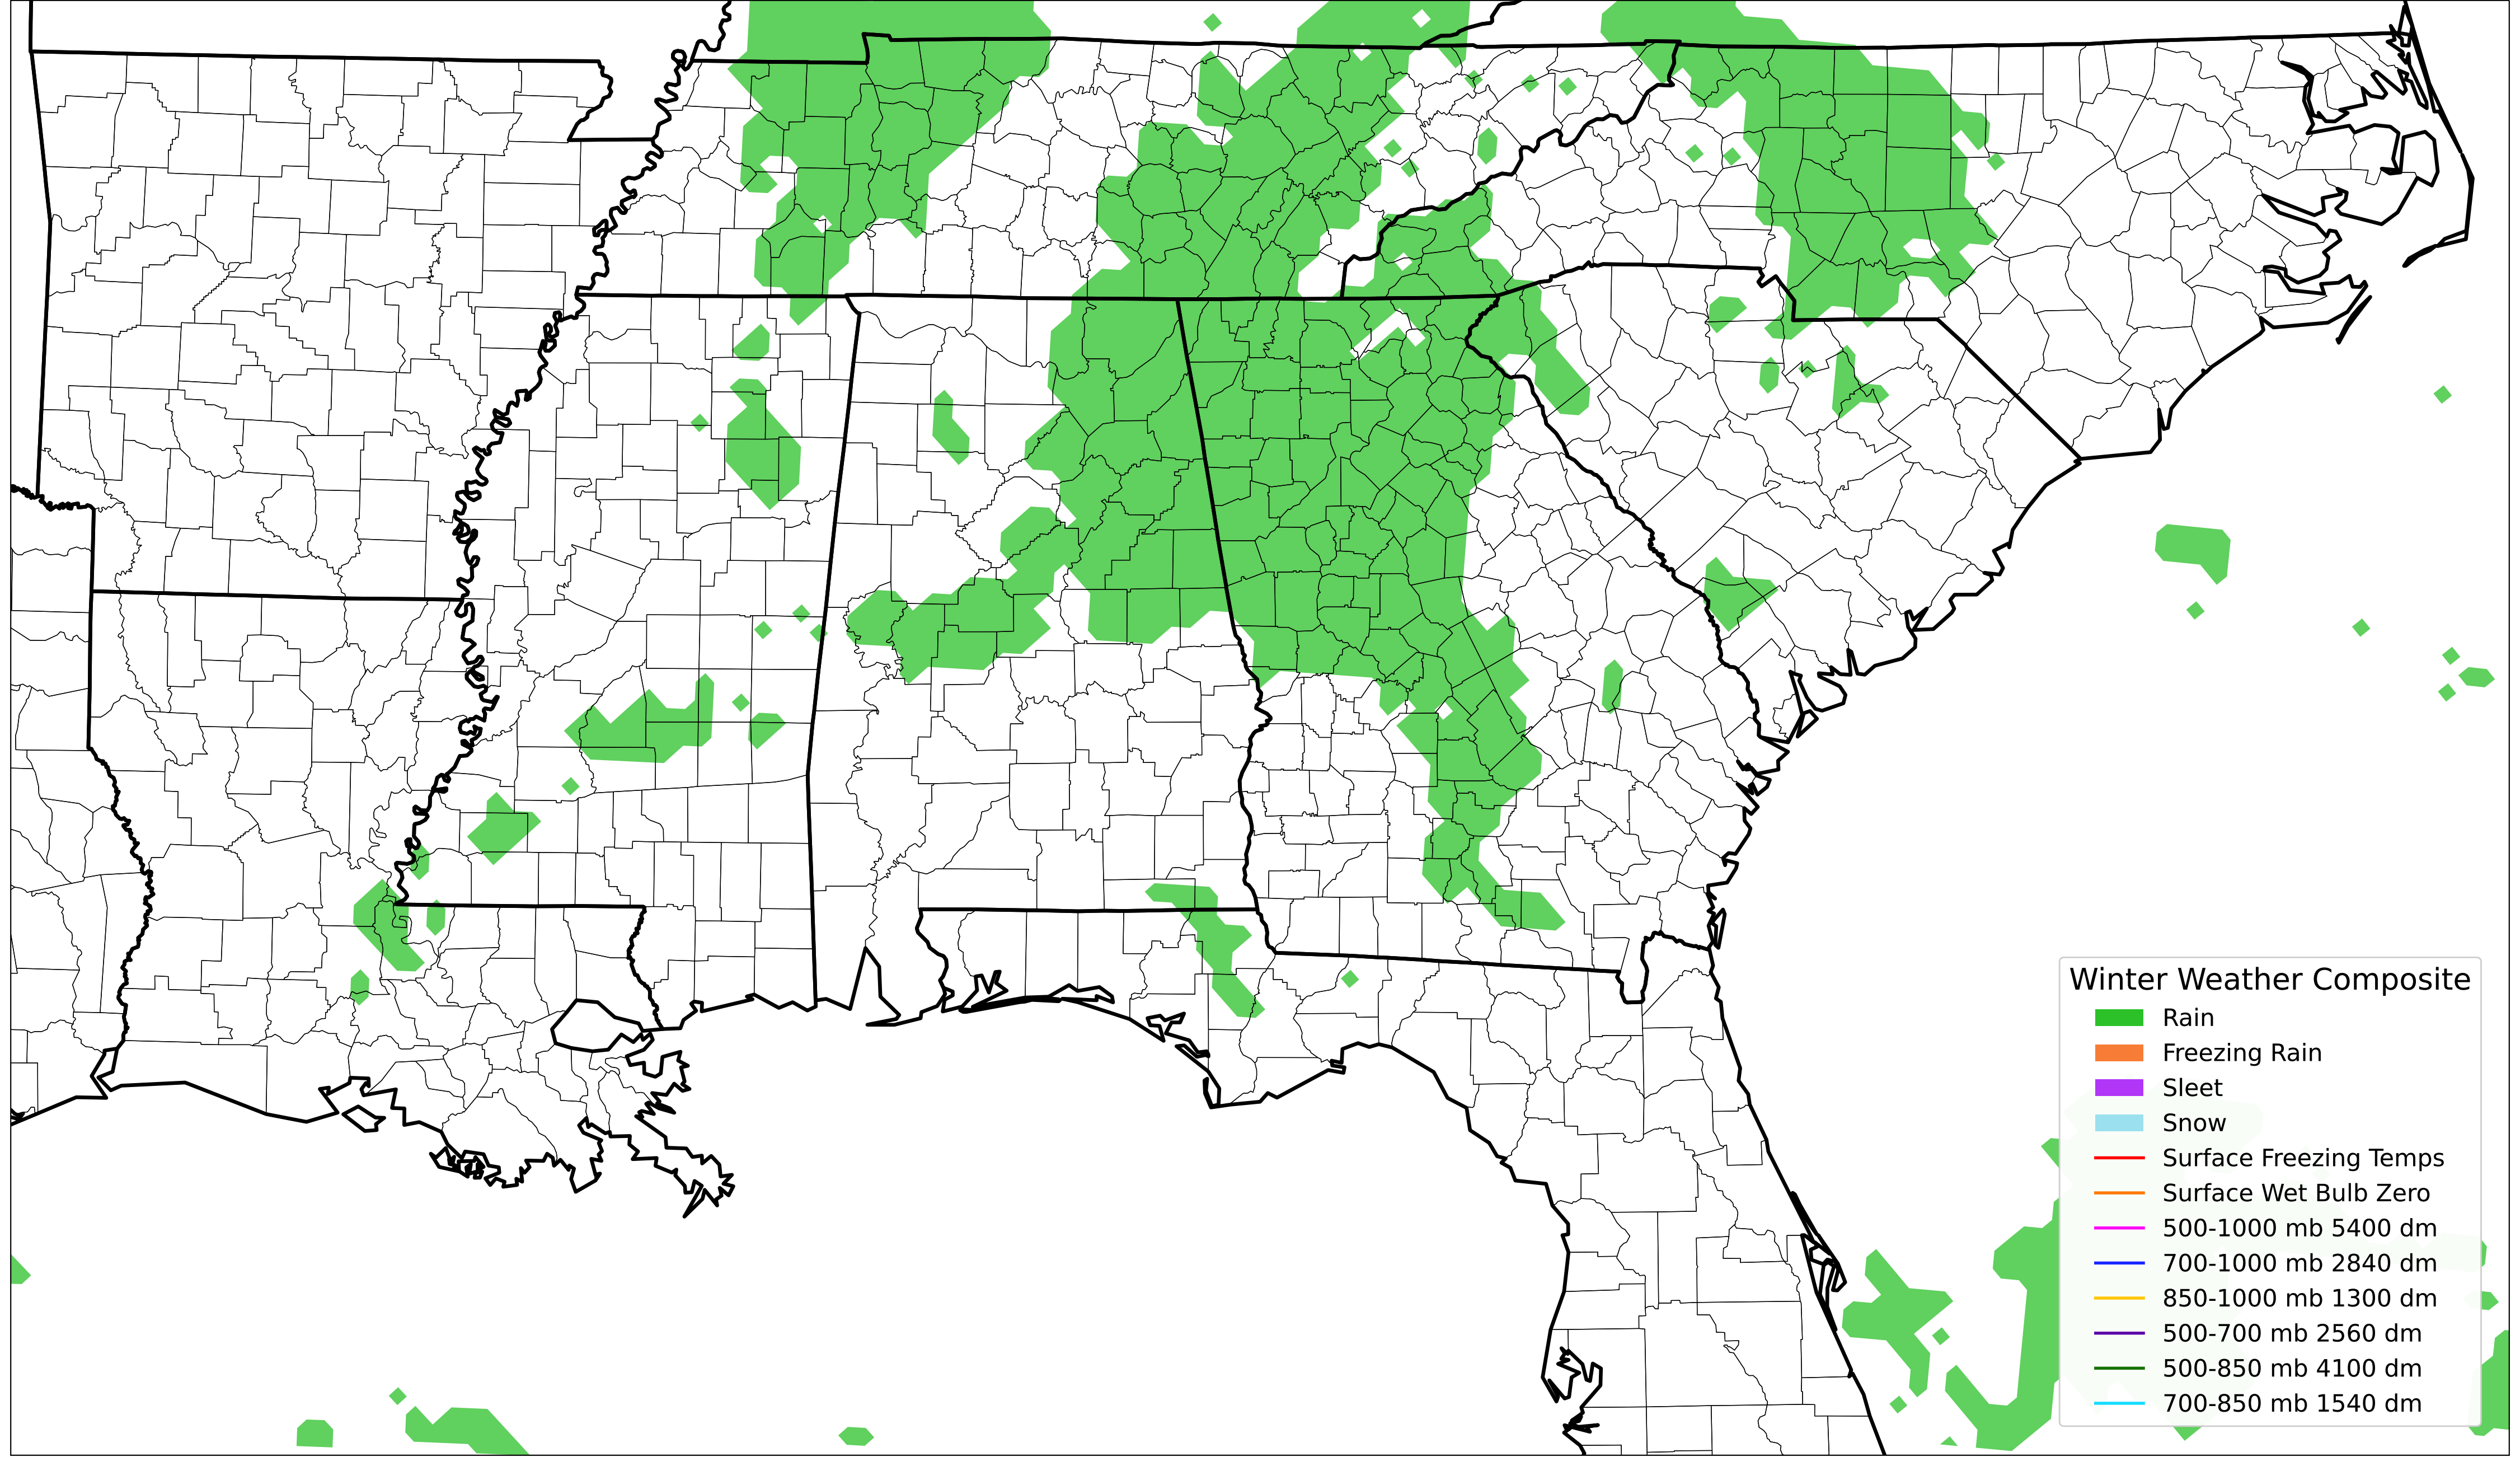 Winter Weather Composite
Rain
Freezing Rain
Sleet
Snow
Surface Freezing Temps
Surface Wet Bulb Zero
500-1000 mb 5400 dm
700-1000 mb 2840 dm
850-1000 mb 1300 dm
500-700 mb 2560 dm
500-850 mb 4100 dm
700-850 mb 1540 dm